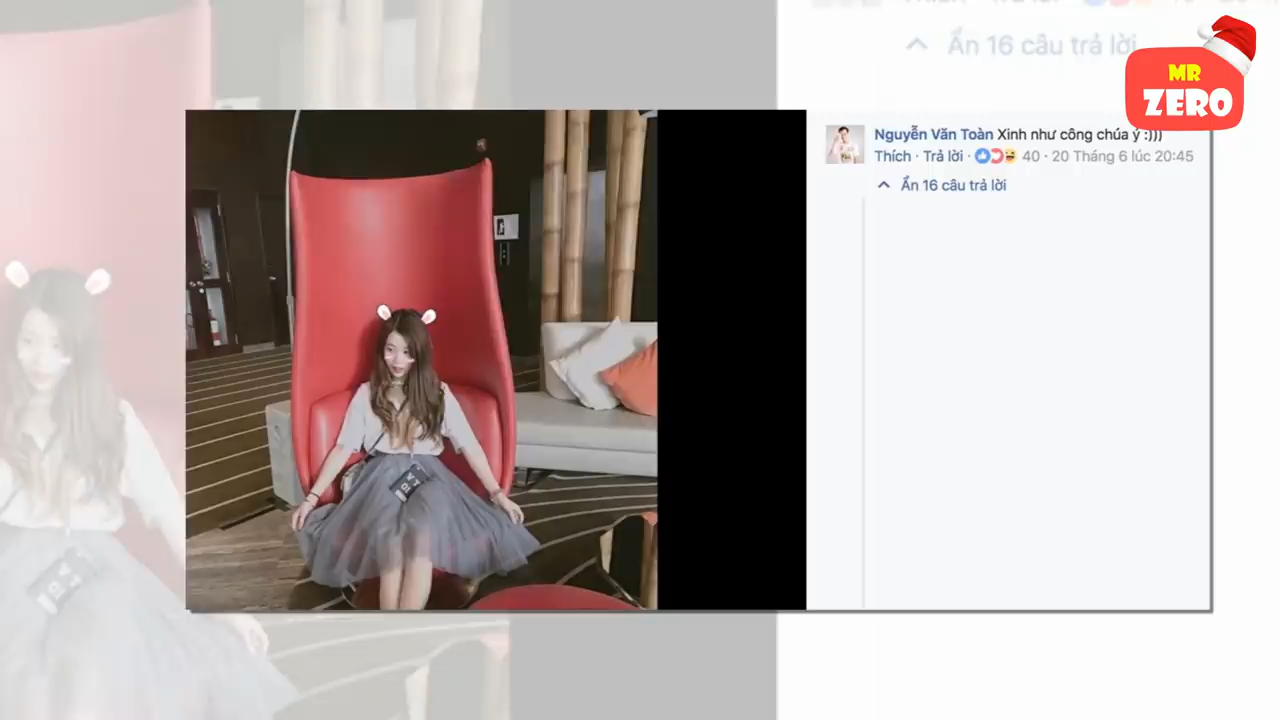 Ẩn 16 câu trả lời
MR
ZERO
Nguyễn Văn Toàn Xinh như công chúa ý :)))
Thích · Trả lời · 40 · 20 Tháng 6 lúc 20:45
Ẩn 16 câu trả lời